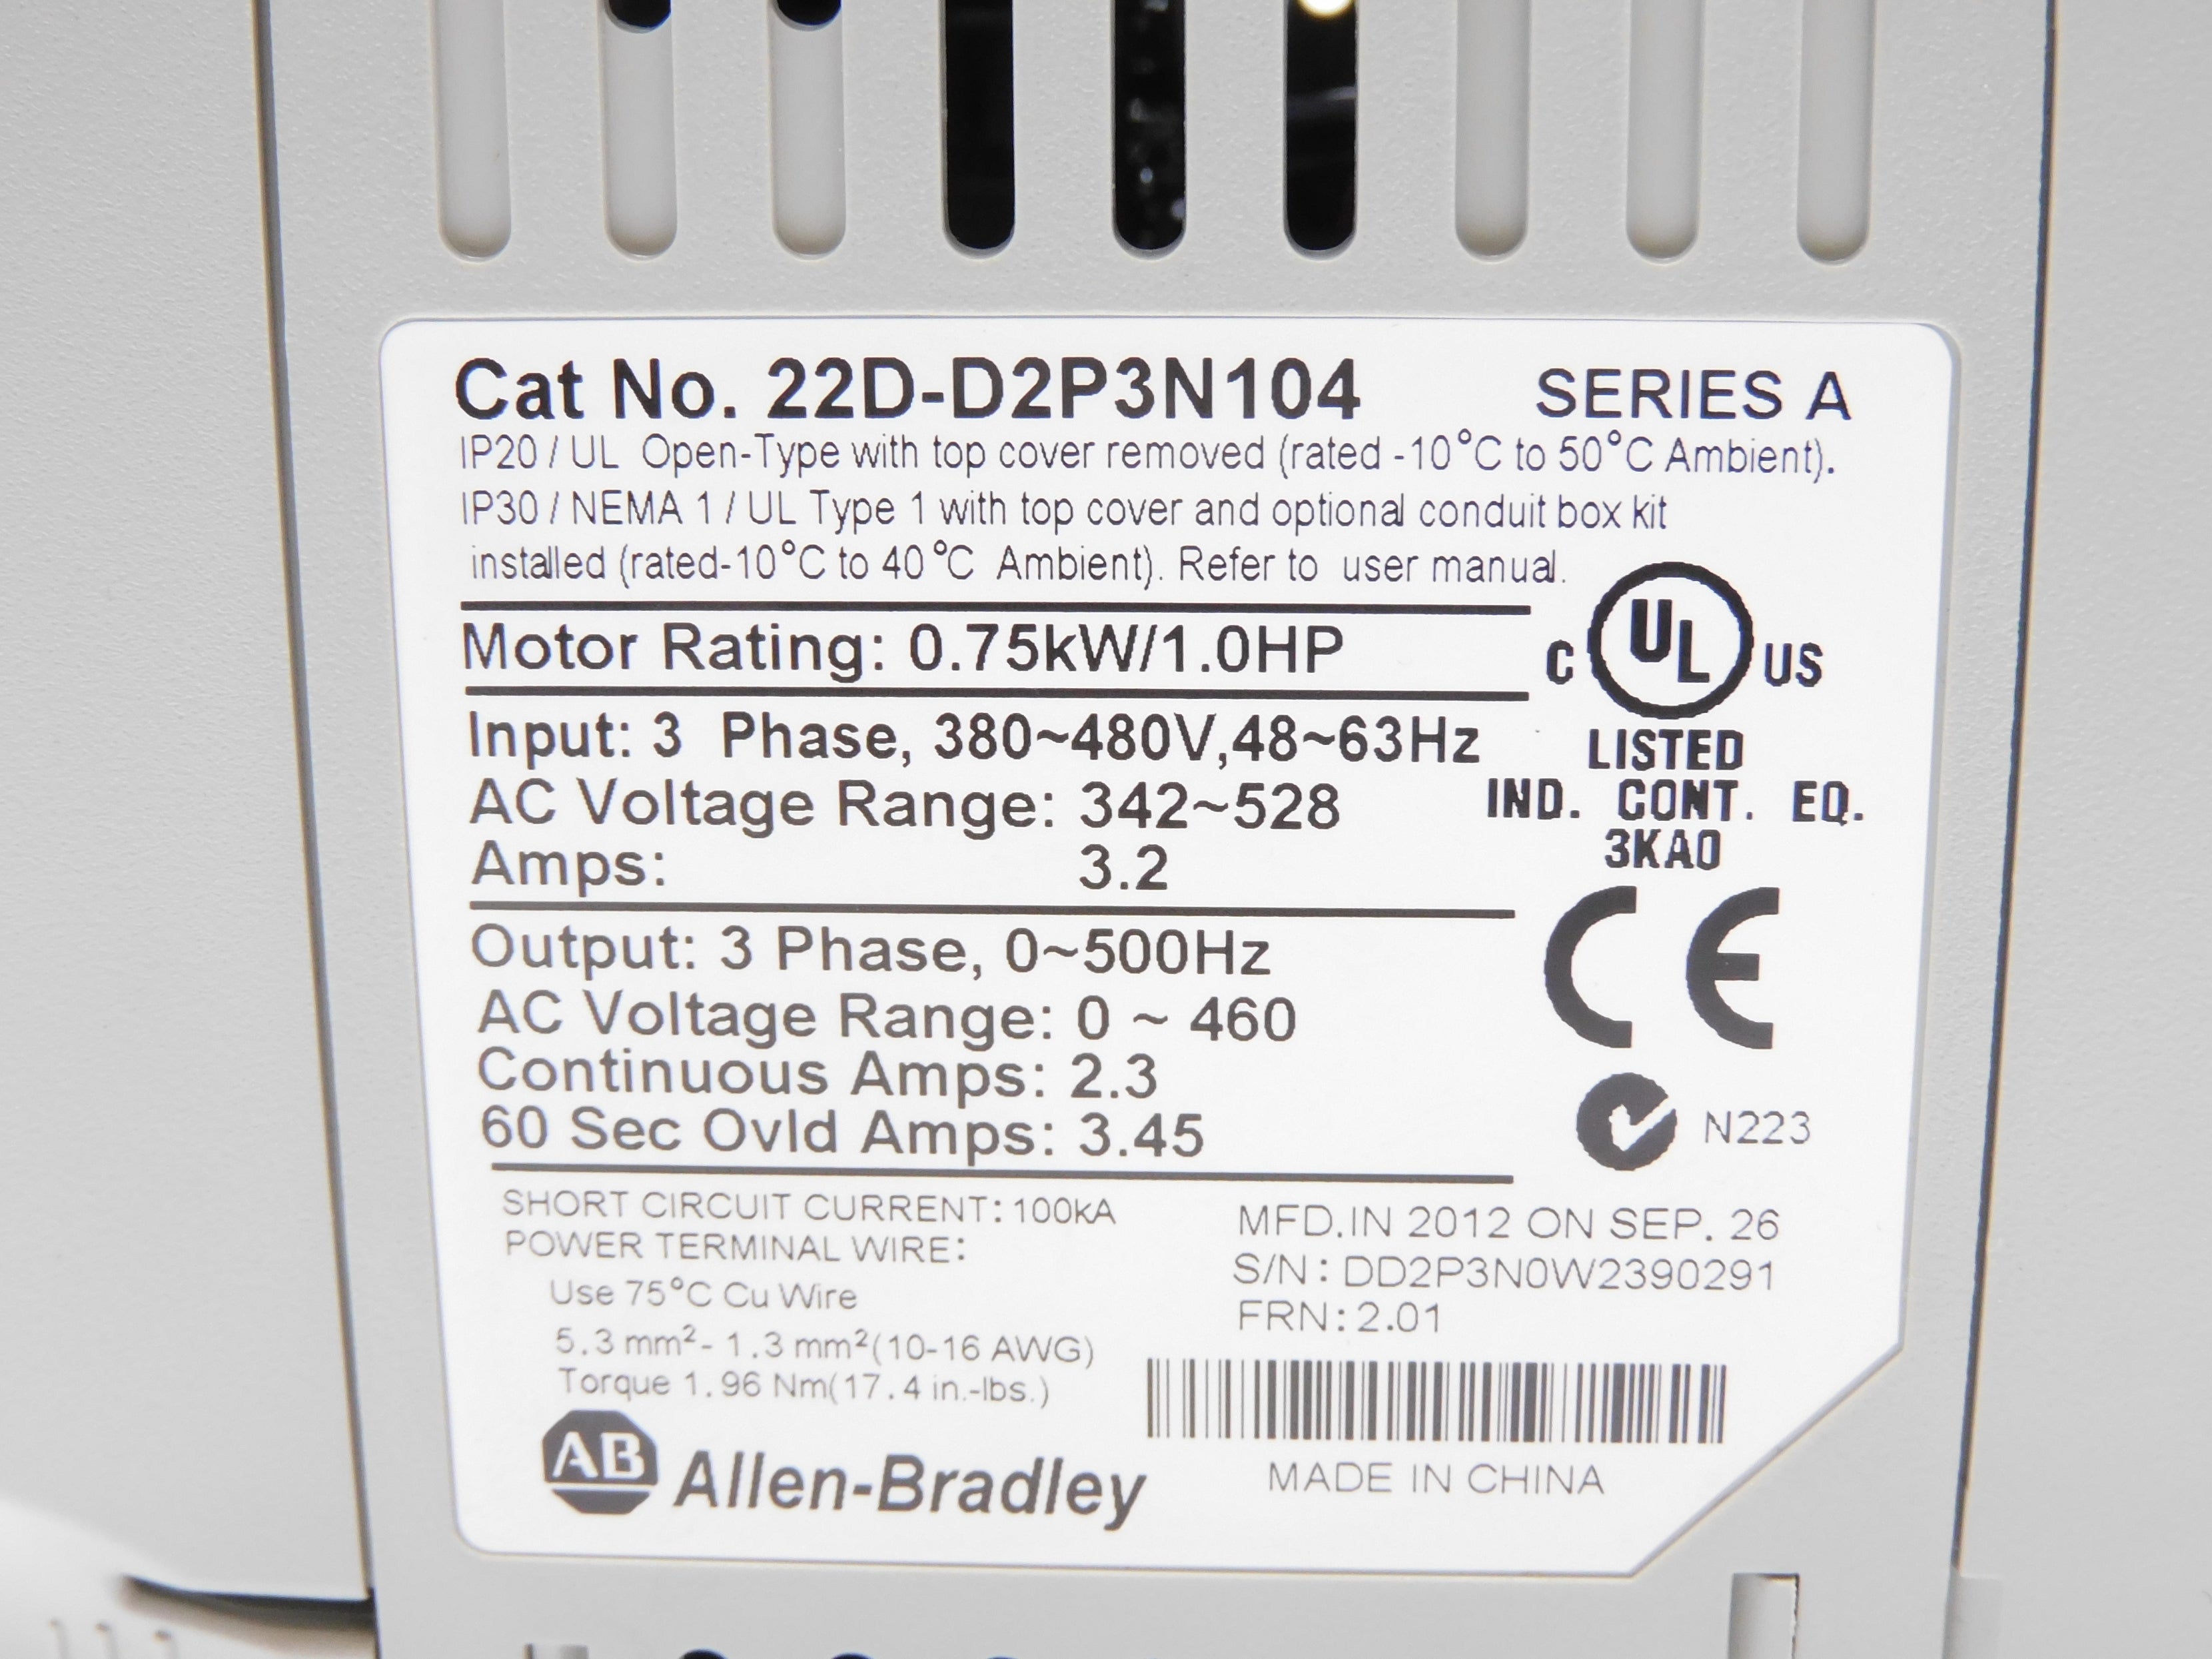 Cat No. 22D-D2P3N104 SERIES A
IP20 / UL Open-Type with top cover removed (rated -10°C to 50°C Ambient).
IP30 / NEMA 1 / UL Type 1 with top cover and optional conduit box kit
installed (rated-10°C to 40°C Ambient). Refer to user manual.
Motor Rating: 0.75kW/1.0HP
C UL US
Input: 3 Phase, 380~480V,48~63Hz
LISTED
AC Voltage Range: 342~528
IND. CONT. EQ.
3KA0
Amps: 3.2
CE
Output: 3 Phase, 0~500Hz
AC Voltage Range: 0 ~ 460
Continuous Amps: 2.3
60 Sec Ovld Amps: 3.45
N223
SHORT CIRCUIT CURRENT: 100kA
POWER TERMINAL WIRE:
Use 75°C Cu Wire
5.3 mm²- 1.3 mm²(10-16 AWG)
Torque 1.96 Nm(17.4 in.-lbs.)
MFD.IN 2012 ON SEP. 26
S/N: DD2P3N0W2390291
FRN: 2.01
AB Allen-Bradley
MADE IN CHINA